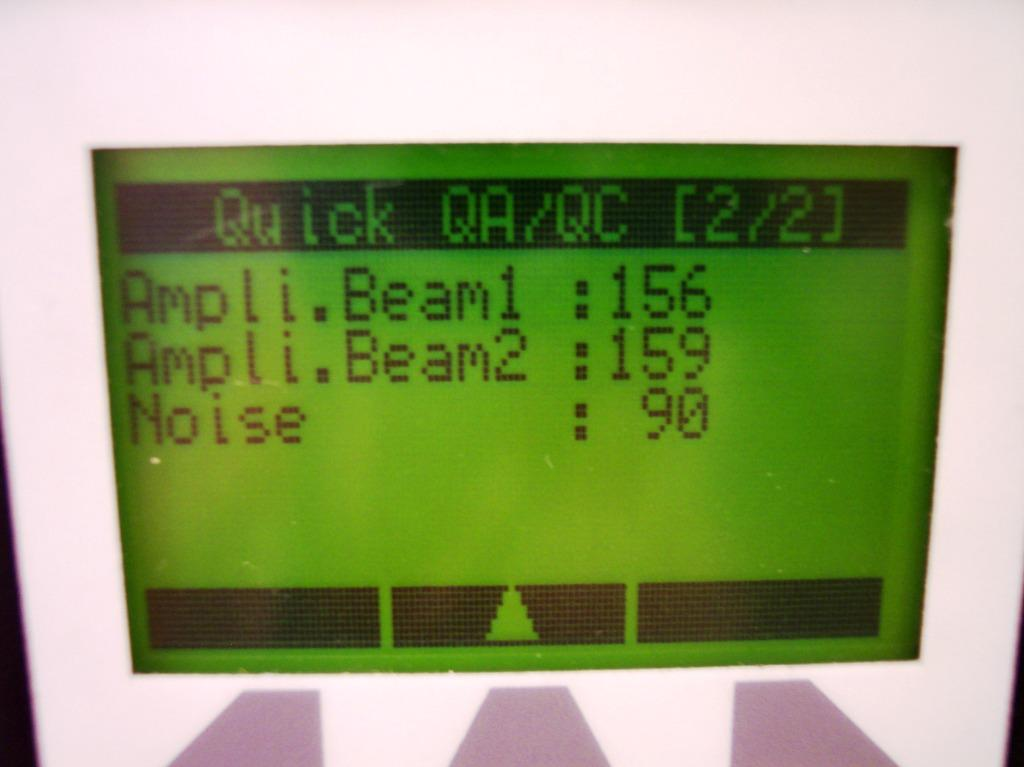 Quick QA/QC [2/2]
Ampli.Beam1 :156
Ampli.Beam2 :159
Noise : 90